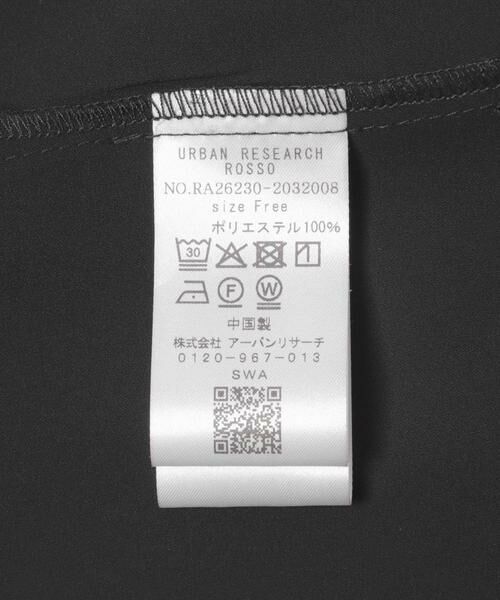 URBAN RESEARCH
ROSSO
NO.RA26230-2032008
size Free
ポリエステル100%
30
F W
中国製
株式会社 アーバンリサーチ
0120-967-013
SWA